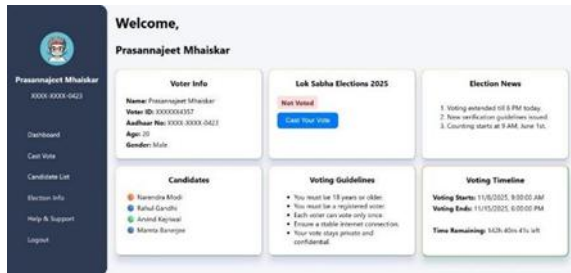 Welcome,
Prasannajeet Mhaiskar
Prasannajeet Mhaiskar
XXXX-XXXX-0423
Dashboard
Cast Vote
Candidate List
Election Info
Help & Support
Logout
Voter Info
Name: Prasannajeet Mhaiskar
Voter ID: XXXXXX4357
Aadhaar No: XXXX-XXXX-0423
Age: 20
Gender: Male
Lok Sabha Elections 2025
Not Voted
Cast Your Vote
Election News
1. Voting extended till 6 PM today.
2. New verification guidelines issued.
3. Counting starts at 9 AM, June 1st.
Candidates
Narendra Modi
Rahul Gandhi
Arvind Kejriwal
Mamta Banerjee
Voting Guidelines
• You must be 18 years or older.
• You must be a registered voter.
• Each voter can vote only once.
• Ensure a stable internet connection.
• Your vote stays private and
confidential.
Voting Timeline
Voting Starts: 11/8/2025, 9:00:00 AM
Voting Ends: 11/15/2025, 6:00:00 PM
Time Remaining: 142h 40m 41s left